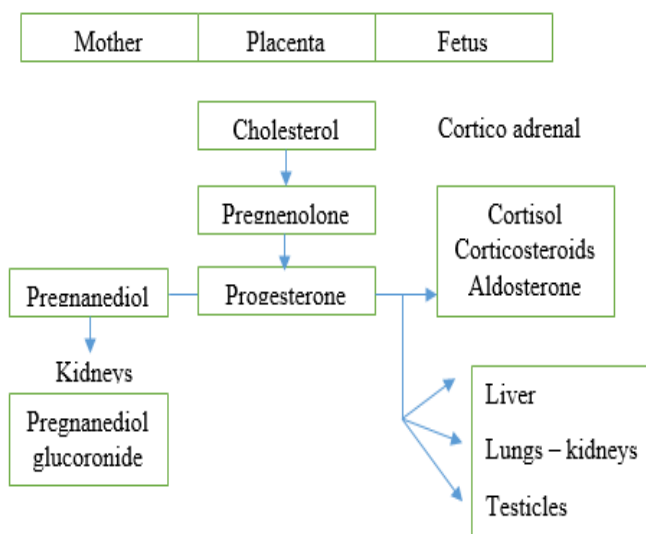 Mother Placenta Fetus
Cholesterol
Cortico adrenal
Pregnenolone
Cortisol
Corticosteroids
Aldosterone
Pregnanediol
Progesterone
Kidneys
Pregnanediol
glucoronide
Liver
Lungs – kidneys
Testicles